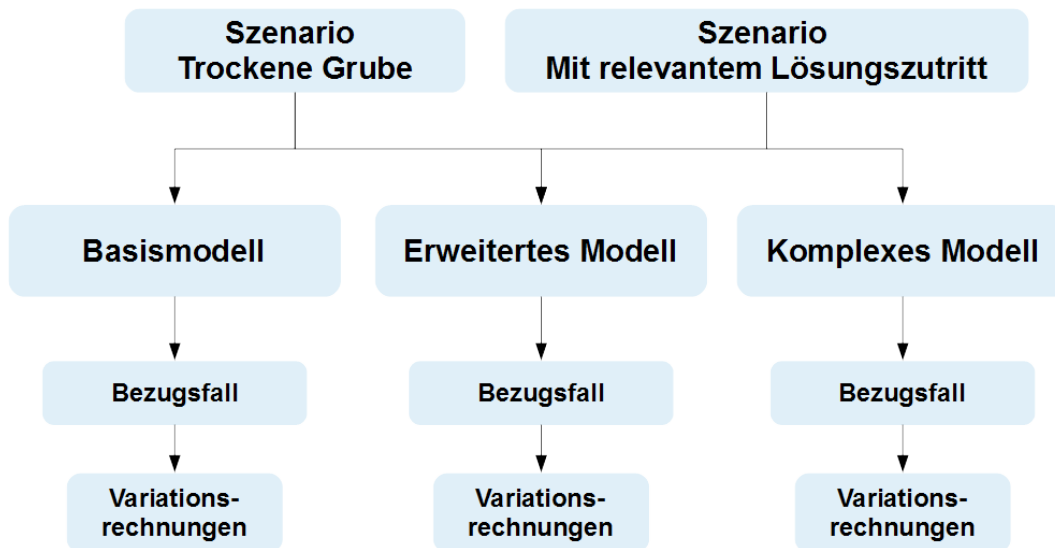 Szenario
Trockene Grube
Szenario
Mit relevantem Lösungszutritt
Basismodell
Erweitertes Modell
Komplexes Modell
Bezugsfall
Bezugsfall
Bezugsfall
Variations-
rechnungen
Variations-
rechnungen
Variations-
rechnungen